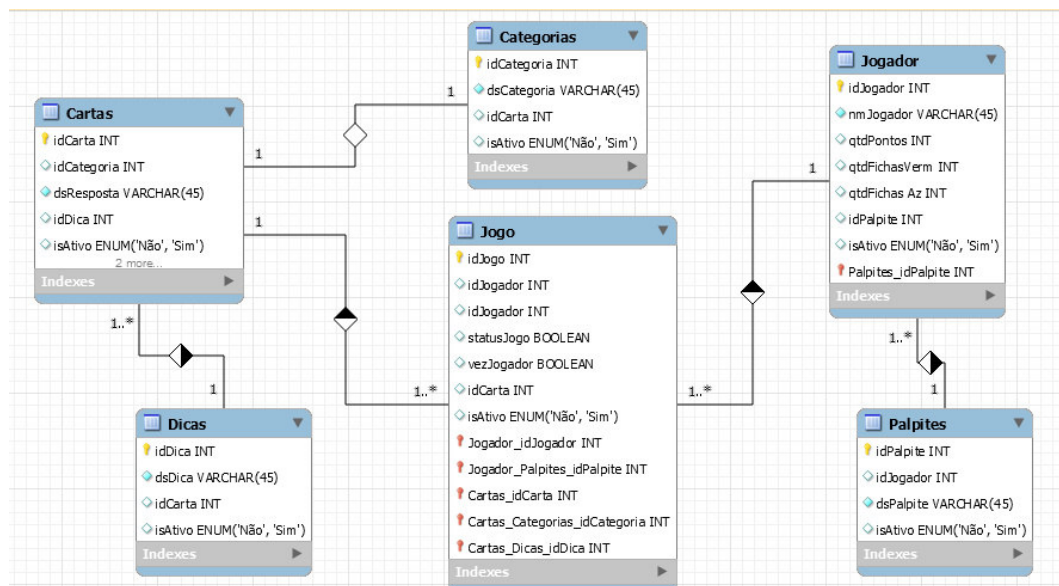 Categorias
idCategoria INT
dsCategoria VARCHAR(45)
idCarta INT
isAtivo ENUM('Não', 'Sim')
Indexes
Jogador
idJogador INT
nmJogador VARCHAR(45)
qtdPontos INT
qtdFichasVerm INT
qtdFichas Az INT
idPalpite INT
isAtivo ENUM('Não', 'Sim')
Palpites_idPalpite INT
Indexes
Cartas
idCarta INT
idCategoria INT
dsResposta VARCHAR(45)
idDica INT
isAtivo ENUM('Não', 'Sim')
2 more...
Indexes
1
1
1
1
1..*
1..*
1..*
1
1..*
1
Jogo
idJogo INT
idJogador INT
idJogador INT
statusJogo BOOLEAN
vezJogador BOOLEAN
idCarta INT
isAtivo ENUM('Não', 'Sim')
Jogador_idJogador INT
Jogador_Palpites_idPalpite INT
Cartas_idCarta INT
Cartas_Categorias_idCategoria INT
Cartas_Dicas_idDica INT
Indexes
Dicas
idDica INT
dsDica VARCHAR(45)
idCarta INT
isAtivo ENUM('Não', 'Sim')
Indexes
Palpites
idPalpite INT
idJogador INT
dsPalpite VARCHAR(45)
isAtivo ENUM('Não', 'Sim')
Indexes